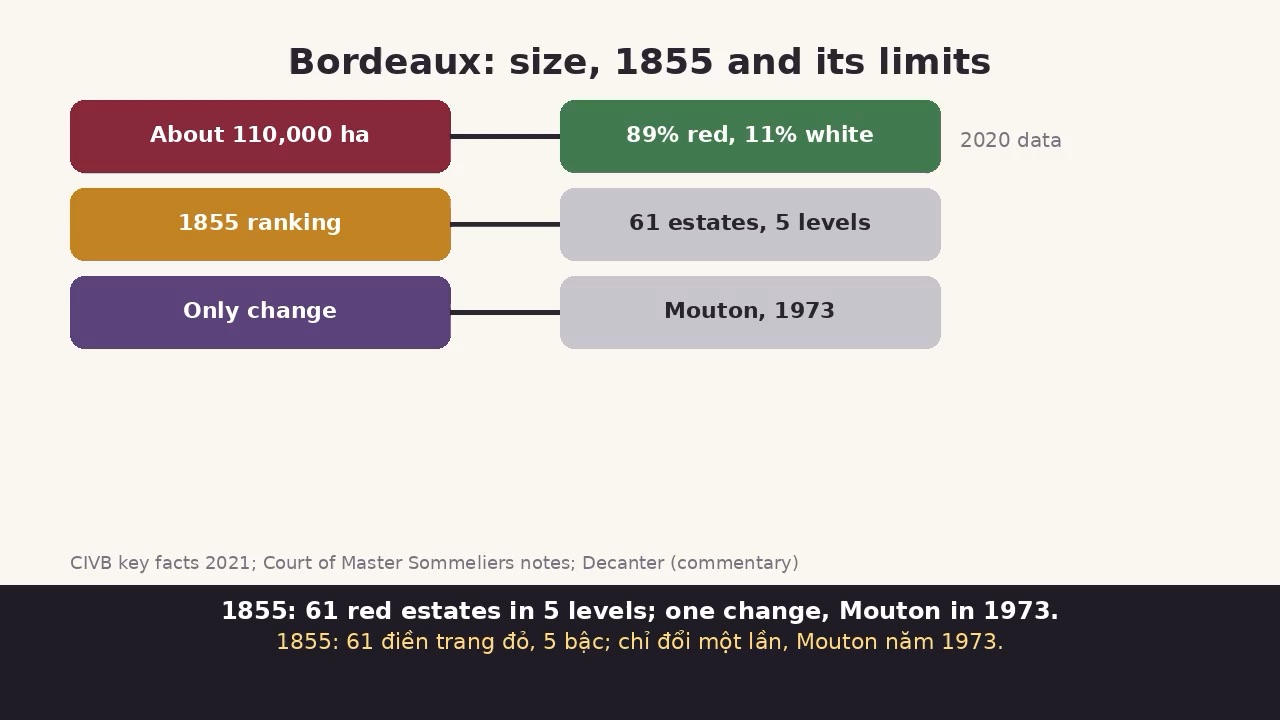 Bordeaux: size, 1855 and its limits
About 110,000 ha
89% red, 11% white
2020 data
1855 ranking
61 estates, 5 levels
Only change
Mouton, 1973
CIVB key facts 2021; Court of Master Sommeliers notes; Decanter (commentary)
1855: 61 red estates in 5 levels; one change, Mouton in 1973.
1855: 61 điền trang đỏ, 5 bậc; chỉ đổi một lần, Mouton năm 1973.